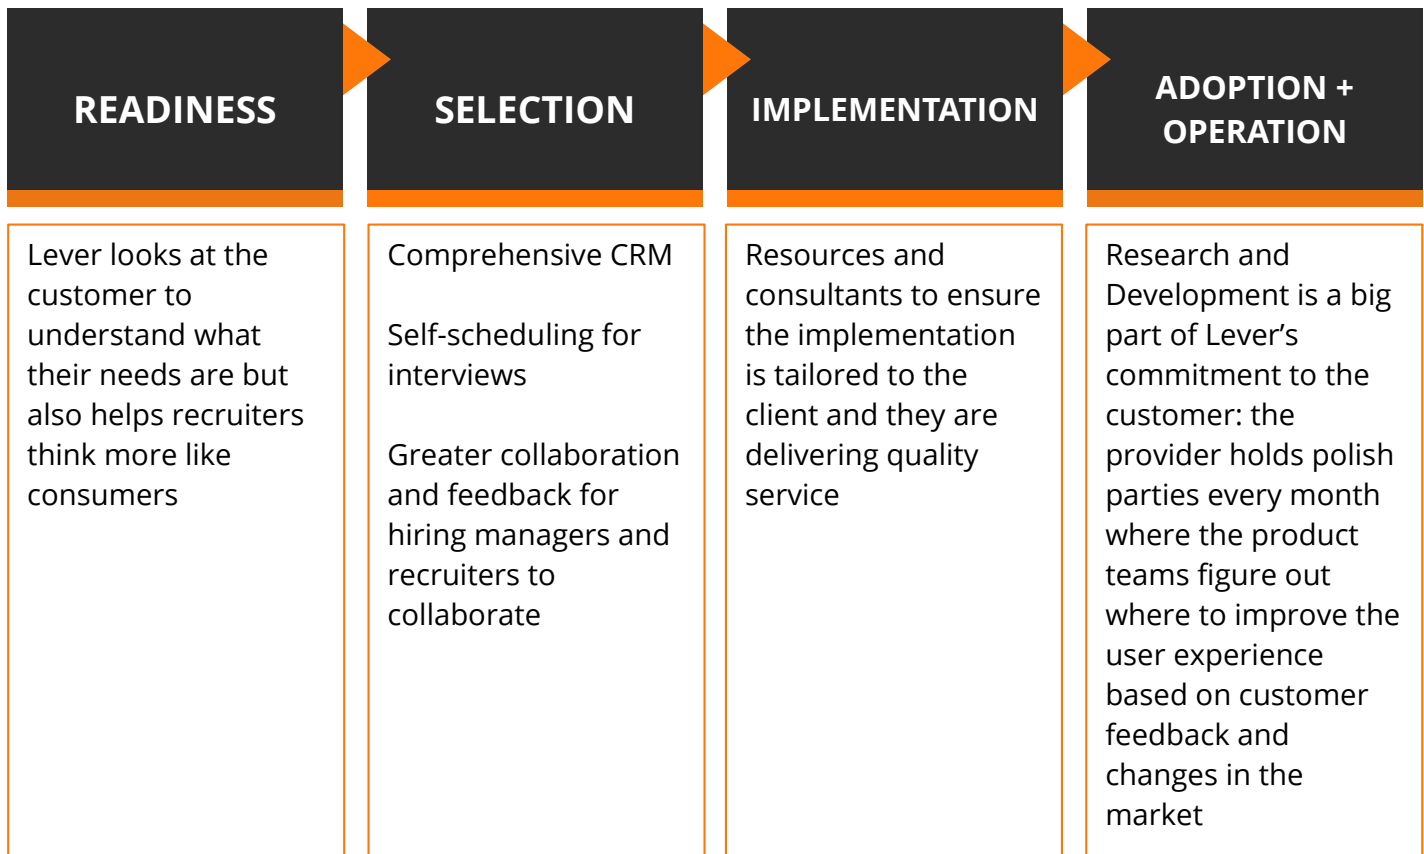 READINESS
Lever looks at the
customer to
understand what
their needs are but
also helps recruiters
think more like
consumers
SELECTION
Comprehensive CRM
Self-scheduling for
interviews
Greater collaboration
and feedback for
hiring managers and
recruiters to
collaborate
IMPLEMENTATION
Resources and
consultants to ensure
the implementation
is tailored to the
client and they are
delivering quality
service
ADOPTION +
OPERATION
Research and
Development is a big
part of Lever’s
commitment to the
customer: the
provider holds polish
parties every month
where the product
teams figure out
where to improve the
user experience
based on customer
feedback and
changes in the
market